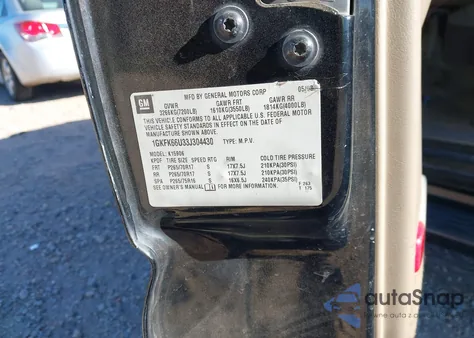 GM
MFD BY GENERAL MOTORS CORP
GVWR GAWR FRT GAWR RR
3266KG(7200LB) 1610KG(3550LB) 1814KG(4000LB)
THIS VEHICLE CONFORMS TO ALL APPLICABLE U.S. FEDERAL MOTOR
VEHICLE SAFETY STANDARDS IN EFFECT ON THE DATE OF
MANUFACTURE SHOWN ABOVE.
1GKFK66U33J304430 TYPE: M.P.V.
MODEL: K15906
KPDF TIRE SIZE SPEED RTG RIM COLD TIRE PRESSURE
FRT P265/70R17 S 17X7.5J 210KPA(30PSI)
RR P265/70R17 S 17X7.5J 210KPA(30PSI)
SPA P265/75R16 S 16X6.5J 240KPA(35PSI)
SEE OWNER'S MANUAL FOR MORE INFORMATION.
autoSnap